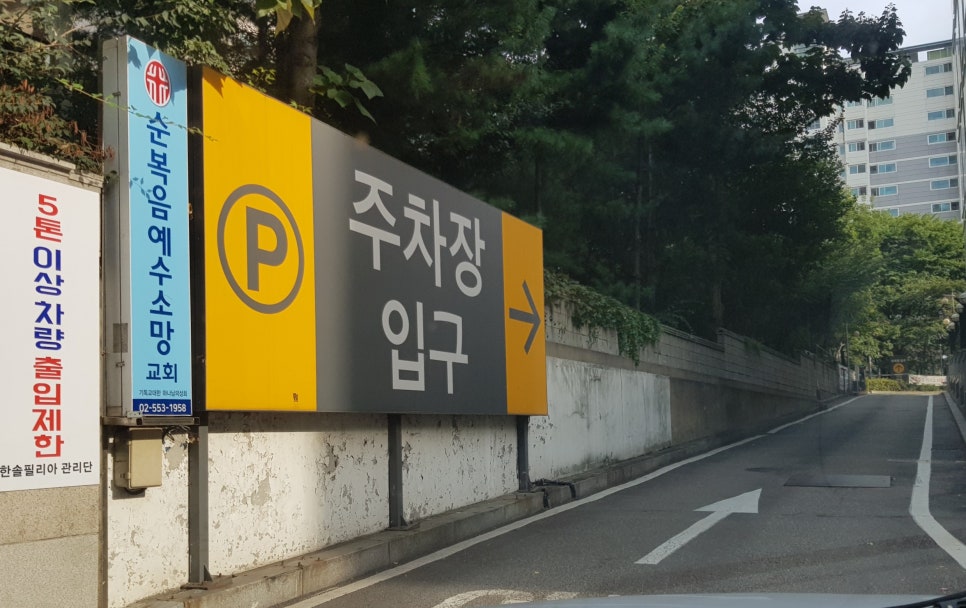 5톤 이상 차량 출입제한
한솔필리아 관리단
순복음예수소망
교회
02-553-1958
P
주차장
입구